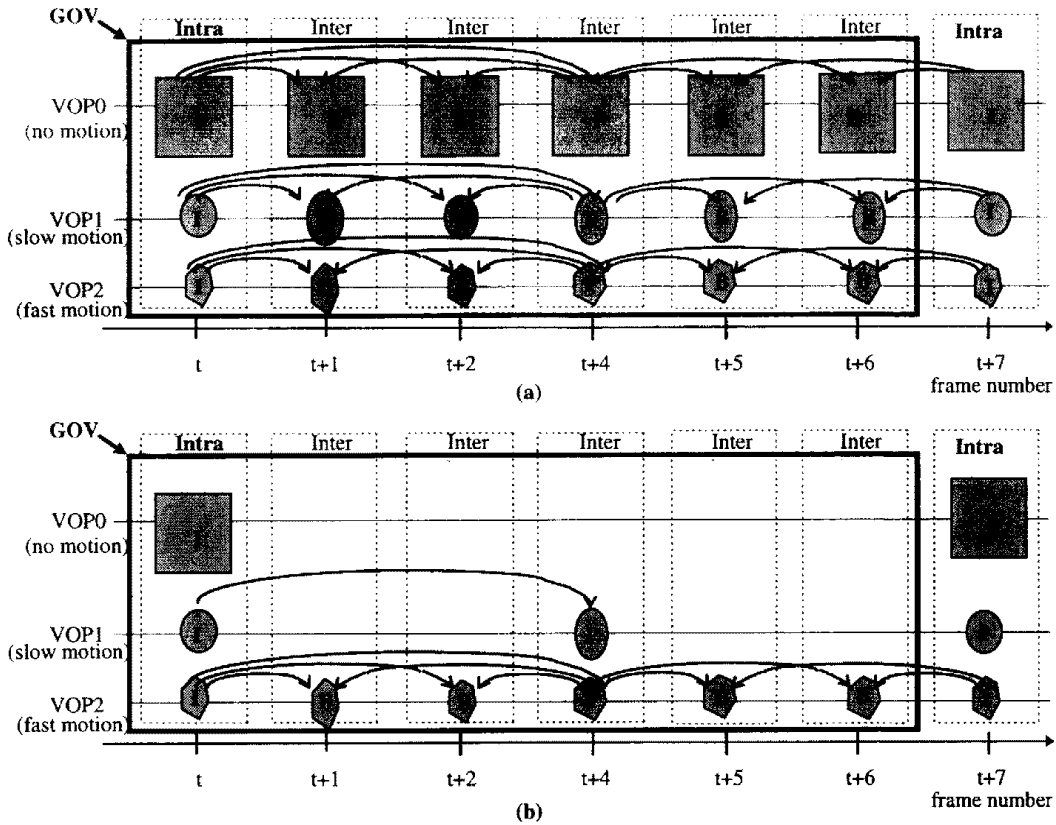 GOV
Intra Inter Inter Inter Inter Inter Intra
VOP0
(no motion)
VOP1
(slow motion)
I I
VOP2
(fast motion)
I B I
t t+1 t+2 t+4 t+5 t+6 t+7
frame number
(a)
GOV
Intra Inter Inter Inter Inter Inter Intra
VOP0
(no motion)
VOP1
(slow motion)
I
VOP2
(fast motion)
I
t t+1 t+2 t+4 t+5 t+6 t+7
frame number
(b)